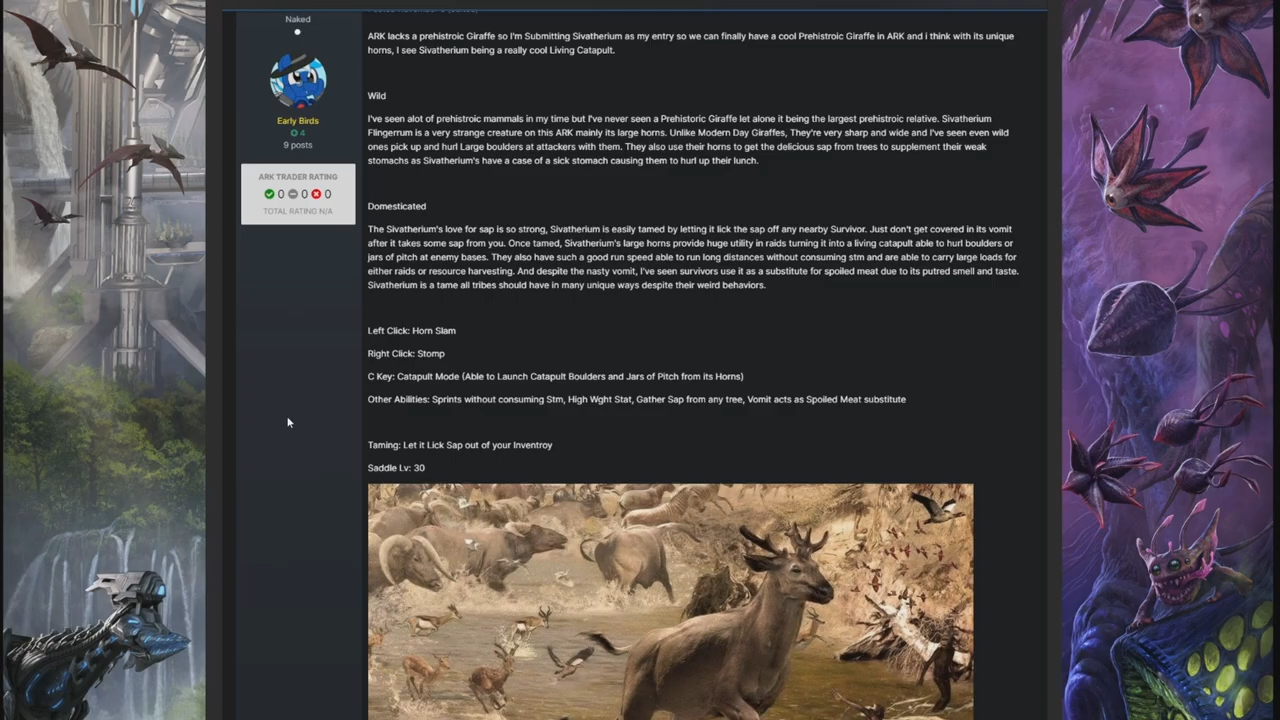 Naked
Early Birds
4
9 posts
ARK TRADER RATING
0 0 0
TOTAL RATING N/A
ARK lacks a prehistroic Giraffe so I'm Submitting Sivatherium as my entry so we can finally have a cool Prehistroic Giraffe in ARK and i think with its unique
horns, I see Sivatherium being a really cool Living Catapult.
Wild
I've seen alot of prehistroic mammals in my time but I've never seen a Prehistoric Giraffe let alone it being the largest prehistroic relative. Sivatherium
Flingerrum is a very strange creature on this ARK mainly its large horns. Unlike Modern Day Giraffes, They're very sharp and wide and I've seen even wild
ones pick up and hurl Large boulders at attackers with them. They also use their horns to get the delicious sap from trees to supplement their weak
stomachs as Sivatherium's have a case of a sick stomach causing them to hurl up their lunch.
Domesticated
The Sivatherium's love for sap is so strong, Sivatherium is easily tamed by letting it lick the sap off any nearby Survivor. Just don't get covered in its vomit
after it takes some sap from you. Once tamed, Sivatherium's large horns provide huge utility in raids turning it into a living catapult able to hurl boulders or
jars of pitch at enemy bases. They also have such a good run speed able to run long distances without consuming stm and are able to carry large loads for
either raids or resource harvesting. And despite the nasty vomit, I've seen survivors use it as a substitute for spoiled meat due to its putred smell and taste.
Sivatherium is a tame all tribes should have in many unique ways despite their weird behaviors.
Left Click: Horn Slam
Right Click: Stomp
C Key: Catapult Mode (Able to Launch Catapult Boulders and Jars of Pitch from its Horns)
Other Abilities: Sprints without consuming Stm, High Wght Stat, Gather Sap from any tree, Vomit acts as Spoiled Meat substitute
Taming: Let it Lick Sap out of your Inventroy
Saddle Lv: 30